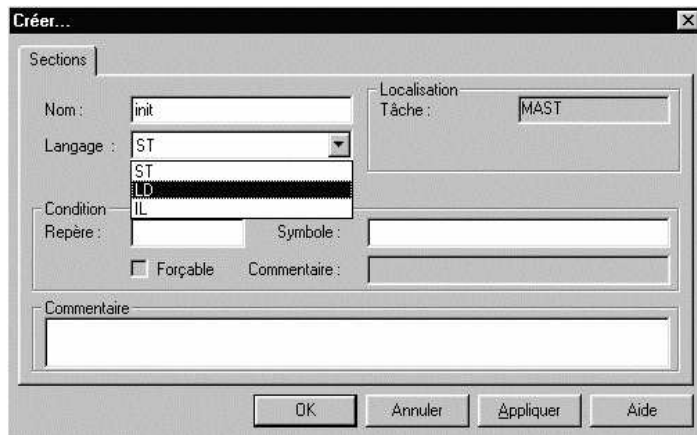 Créer...
Sections
Localisation
Nom : init Tâche : MAST
Langage : ST
ST
LD
IL
Condition
Repère : Symbole :
Forçable Commentaire :
Commentaire
OK Annuler Appliquer Aide